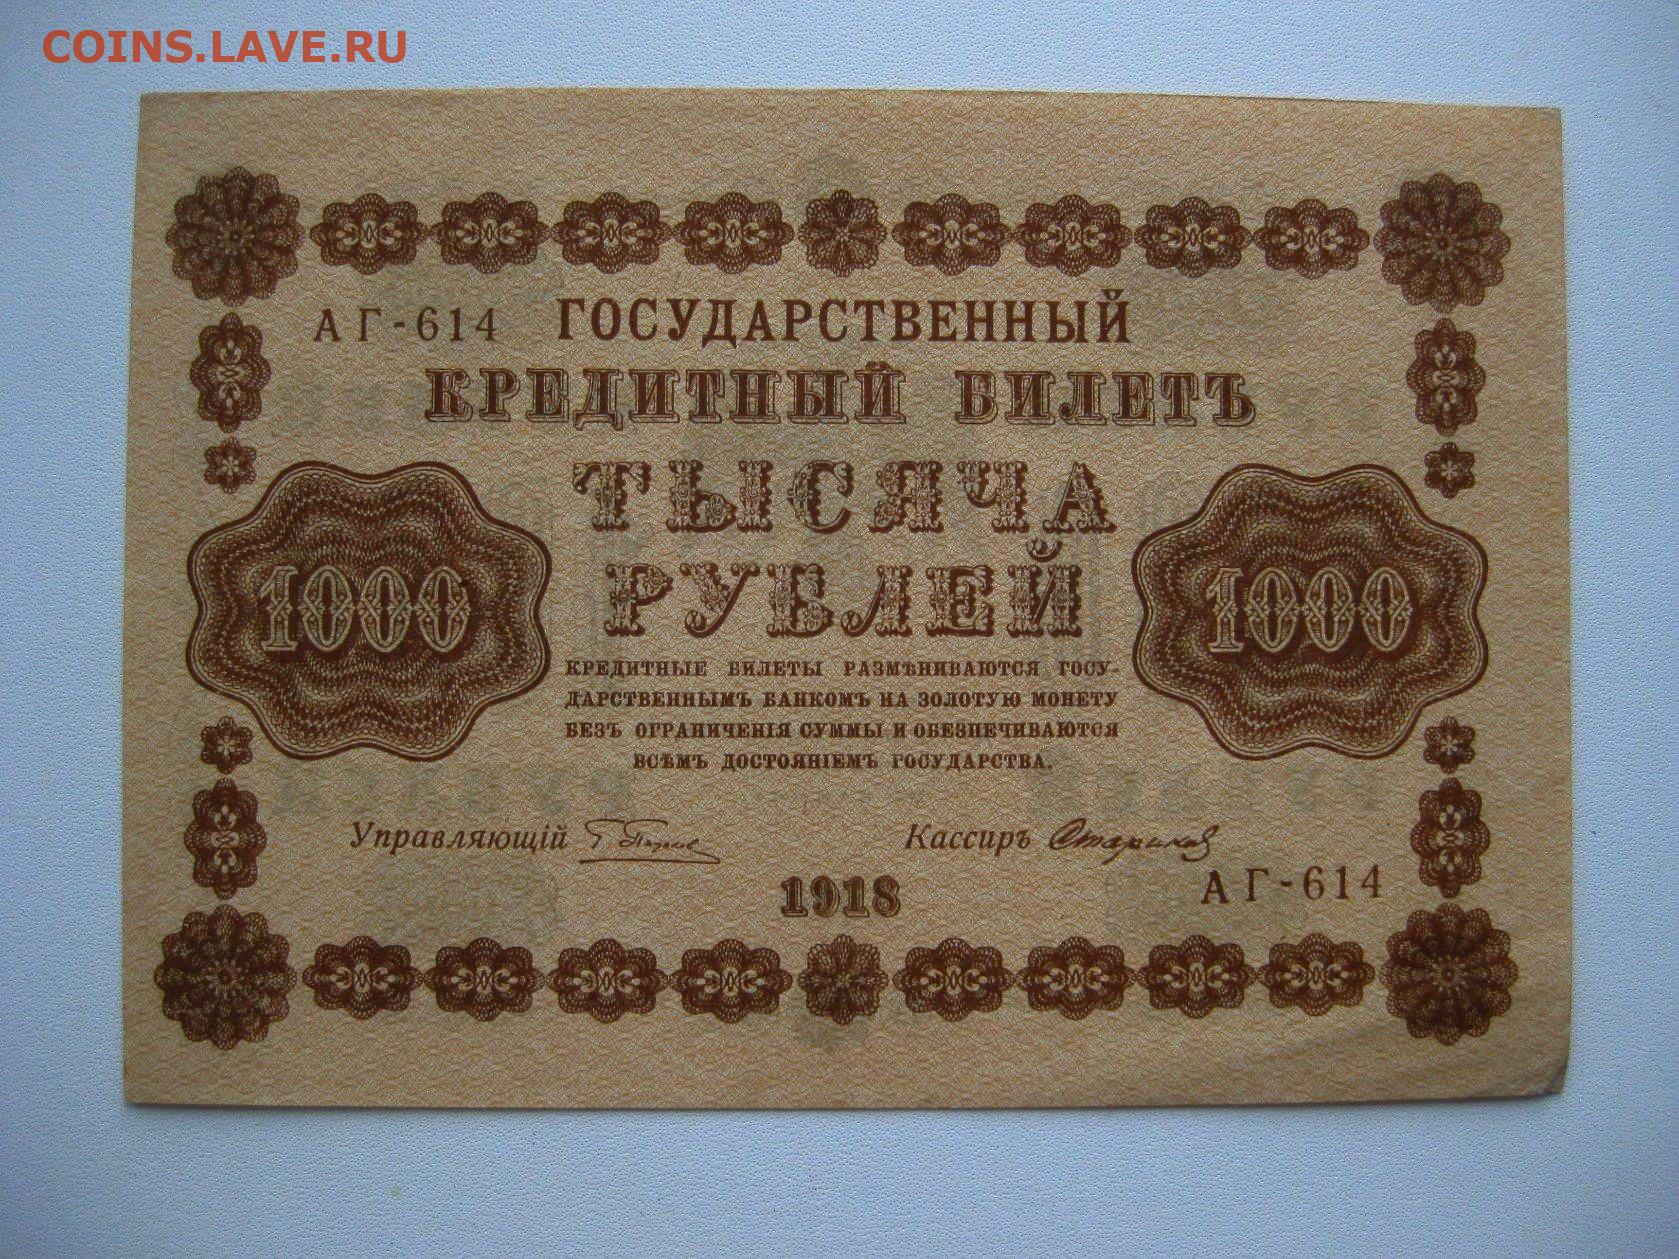 COINS.LAVE.RU
АГ-614 ГОСУДАРСТВЕННЫЙ
КРЕДИТНЫЙ БИЛЕТЪ
ТЫСЯЧА
РУБЛЕЙ
1000 1000
КРЕДИТНЫЕ БИЛЕТЫ РАЗМѢНИВАЮТСЯ ГОСУ-
ДАРСТВЕННЫМЪ БАНКОМЪ НА ЗОЛОТУЮ МОНЕТУ
БЕЗЪ ОГРАНИЧЕНІЯ СУММЫ И ОБЕЗПЕЧИВАЮТСЯ
ВСѢМЪ ДОСТОЯНІЕМЪ ГОСУДАРСТВА.
Управляющій Кассиръ Стариков
1918
АГ-614